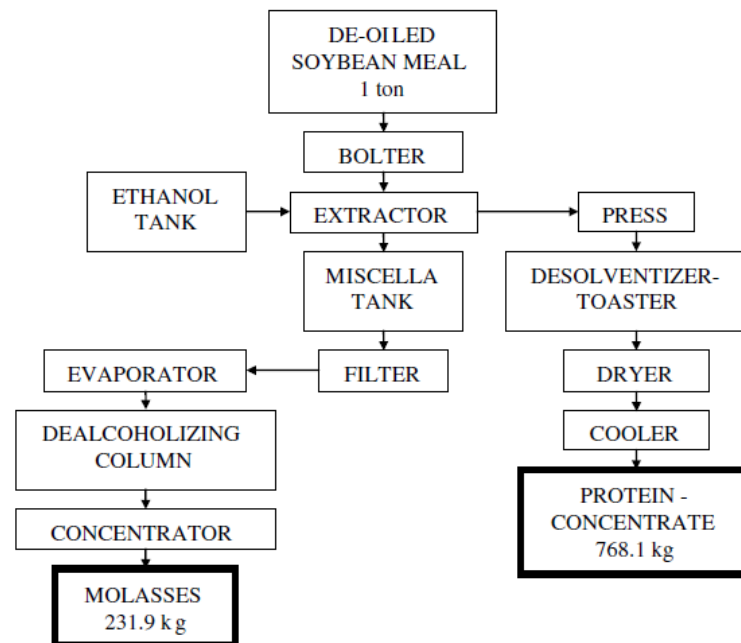 DE-OILED
SOYBEAN MEAL
1 ton
BOLTER
ETHANOL
TANK
EXTRACTOR
PRESS
MISCELLA
TANK
DESOLVENTIZER-
TOASTER
EVAPORATOR
FILTER
DRYER
DEALCOHOLIZING
COLUMN
COOLER
CONCENTRATOR
PROTEIN -
CONCENTRATE
768.1 kg
MOLASSES
231.9 kg